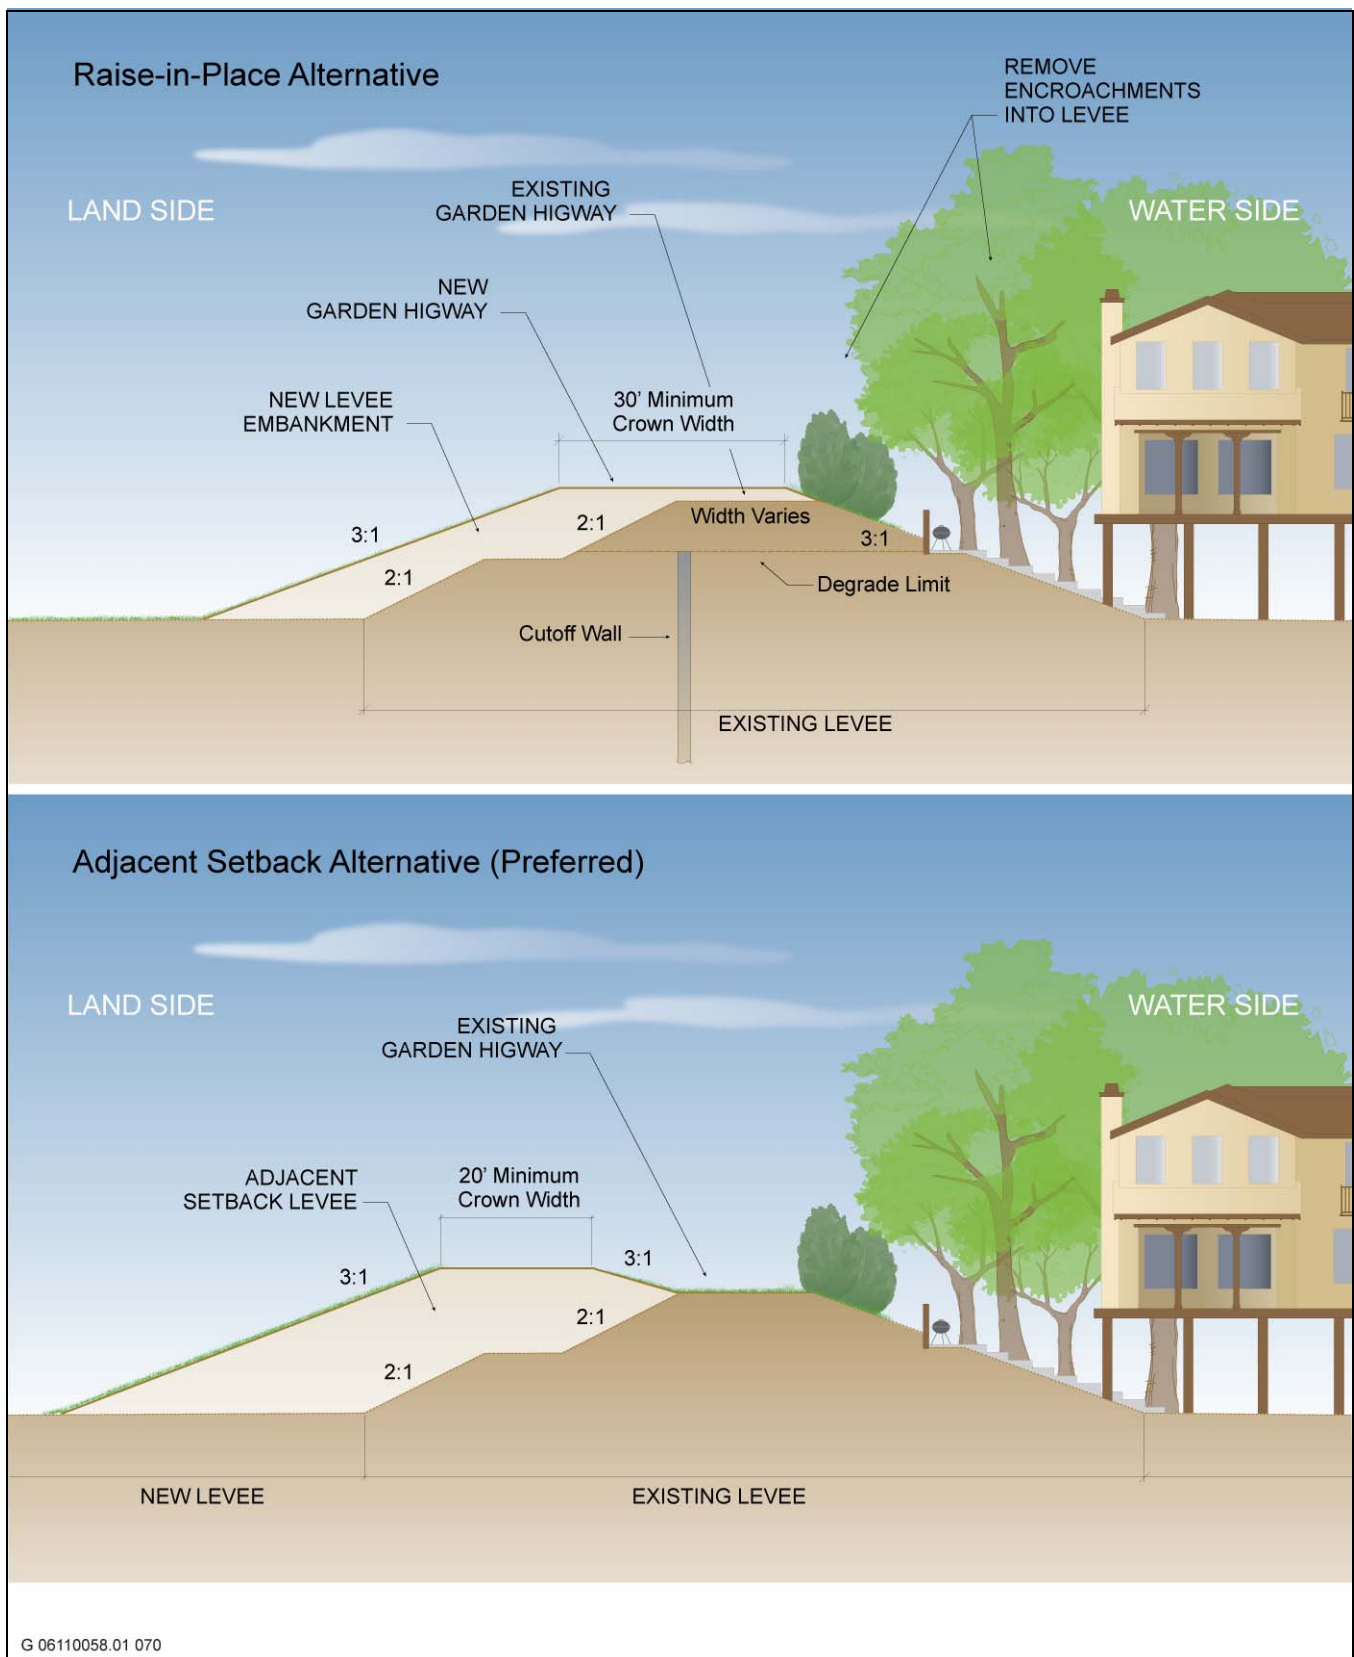 Raise-in-Place Alternative
REMOVE
ENCROACHMENTS
INTO LEVEE
LAND SIDE
EXISTING
GARDEN HIGWAY
WATER SIDE
NEW
GARDEN HIGWAY
NEW LEVEE
EMBANKMENT
30’ Minimum
Crown Width
3:1
2:1
Width Varies
3:1
2:1
Degrade Limit
Cutoff Wall
EXISTING LEVEE
Adjacent Setback Alternative (Preferred)
LAND SIDE
WATER SIDE
EXISTING
GARDEN HIGWAY
ADJACENT
SETBACK LEVEE
20’ Minimum
Crown Width
3:1
3:1
2:1
2:1
NEW LEVEE
EXISTING LEVEE
G 06110058.01 070